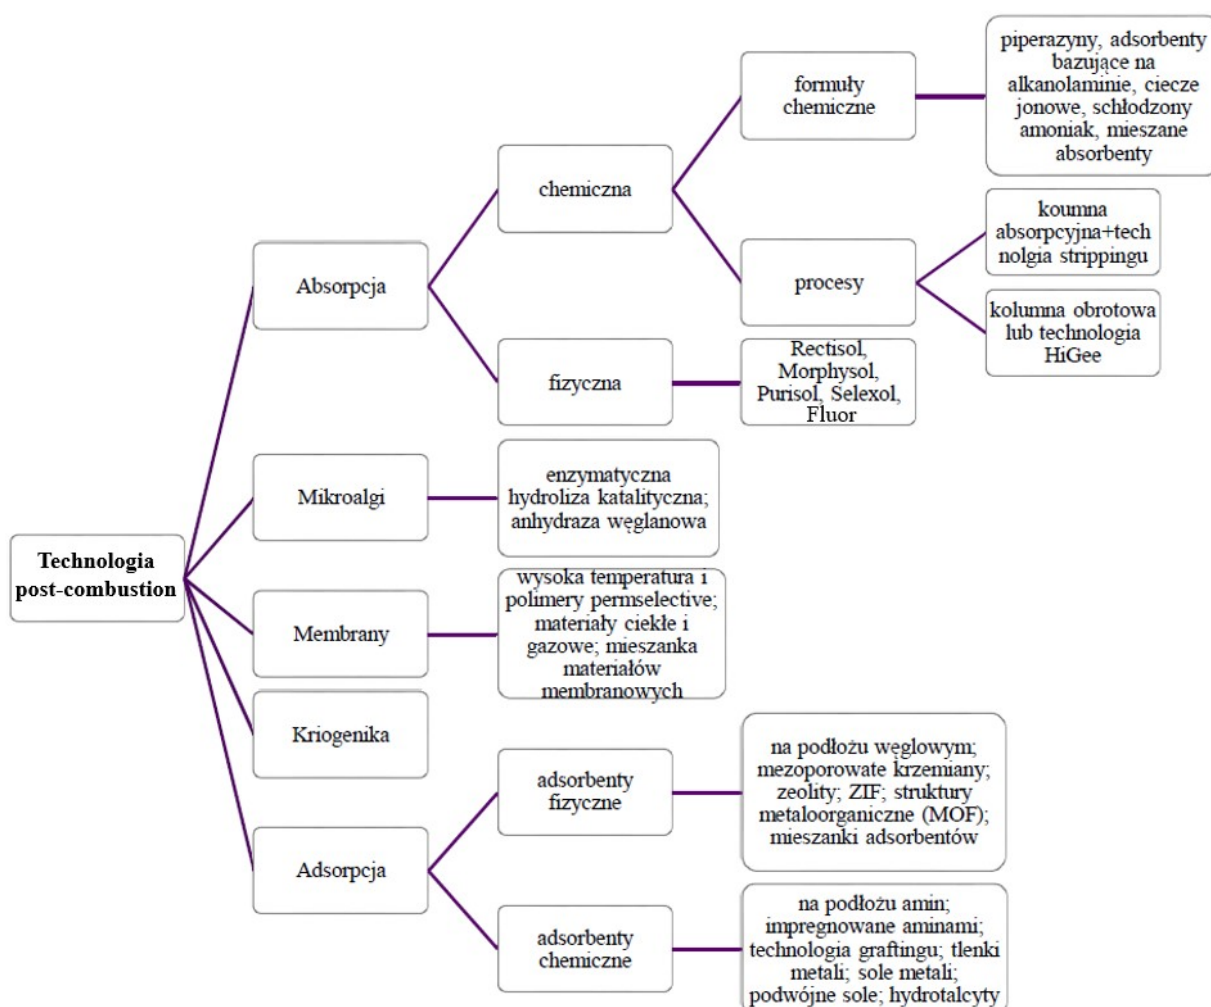 Technologia
post-combustion
Absorpcja
chemiczna
formuły
chemiczne
piperazyny, adsorbenty
bazujące na
alkanolaminie, ciecze
jonowe, schłodzony
amoniak, mieszane
absorbenty
procesy
koumna
absorpcyjna+tech
nolgia strippingu
kolumna obrotowa
lub technologia
HiGee
fizyczna
Rectisol,
Morphysol,
Purisol, Selexol,
Fluor
Mikroalgi
enzymatyczna
hydroliza katalityczna;
anhydraza węglanowa
Membrany
wysoka temperatura i
polimery permselective;
materiały ciekłe i
gazowe; mieszanka
materiałów
membranowych
Kriogenika
Adsorpcja
adsorbenty
fizyczne
na podłożu węglowym;
mezoporowate krzemiany;
zeolity; ZIF; struktury
metaloorganiczne (MOF);
mieszanki adsorbentów
adsorbenty
chemiczne
na podłożu amin;
impregnowane aminami;
technologia graftingu; tlenki
metali; sole metali;
podwójne sole; hydrotalcyty